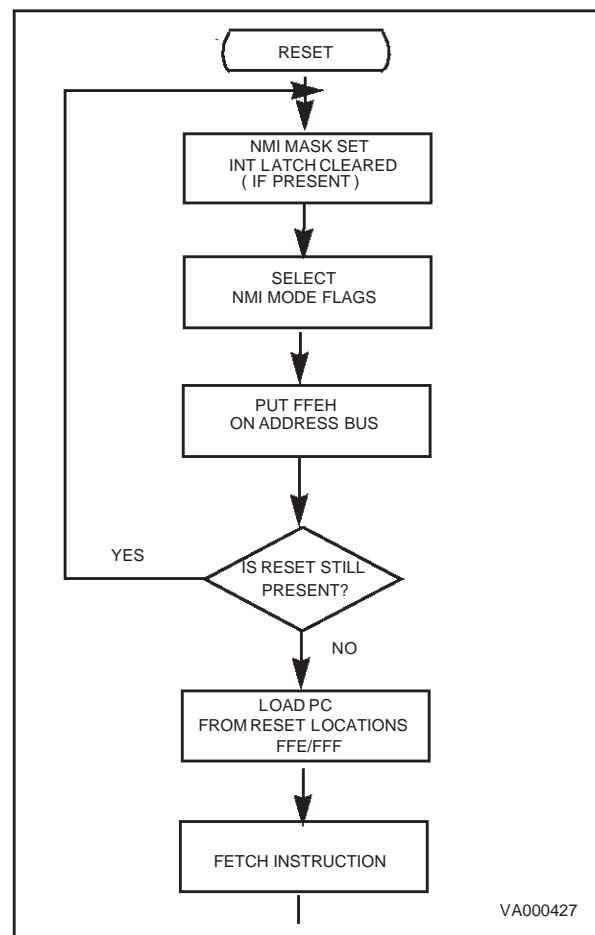 RESET
NMI MASK SET
INT LATCH CLEARED
( IF PRESENT )
SELECT
NMI MODE FLAGS
PUT FFEH
ON ADDRESS BUS
YES
IS RESET STILL
PRESENT?
NO
LOAD PC
FROM RESET LOCATIONS
FFE/FFF
FETCH INSTRUCTION
VA000427